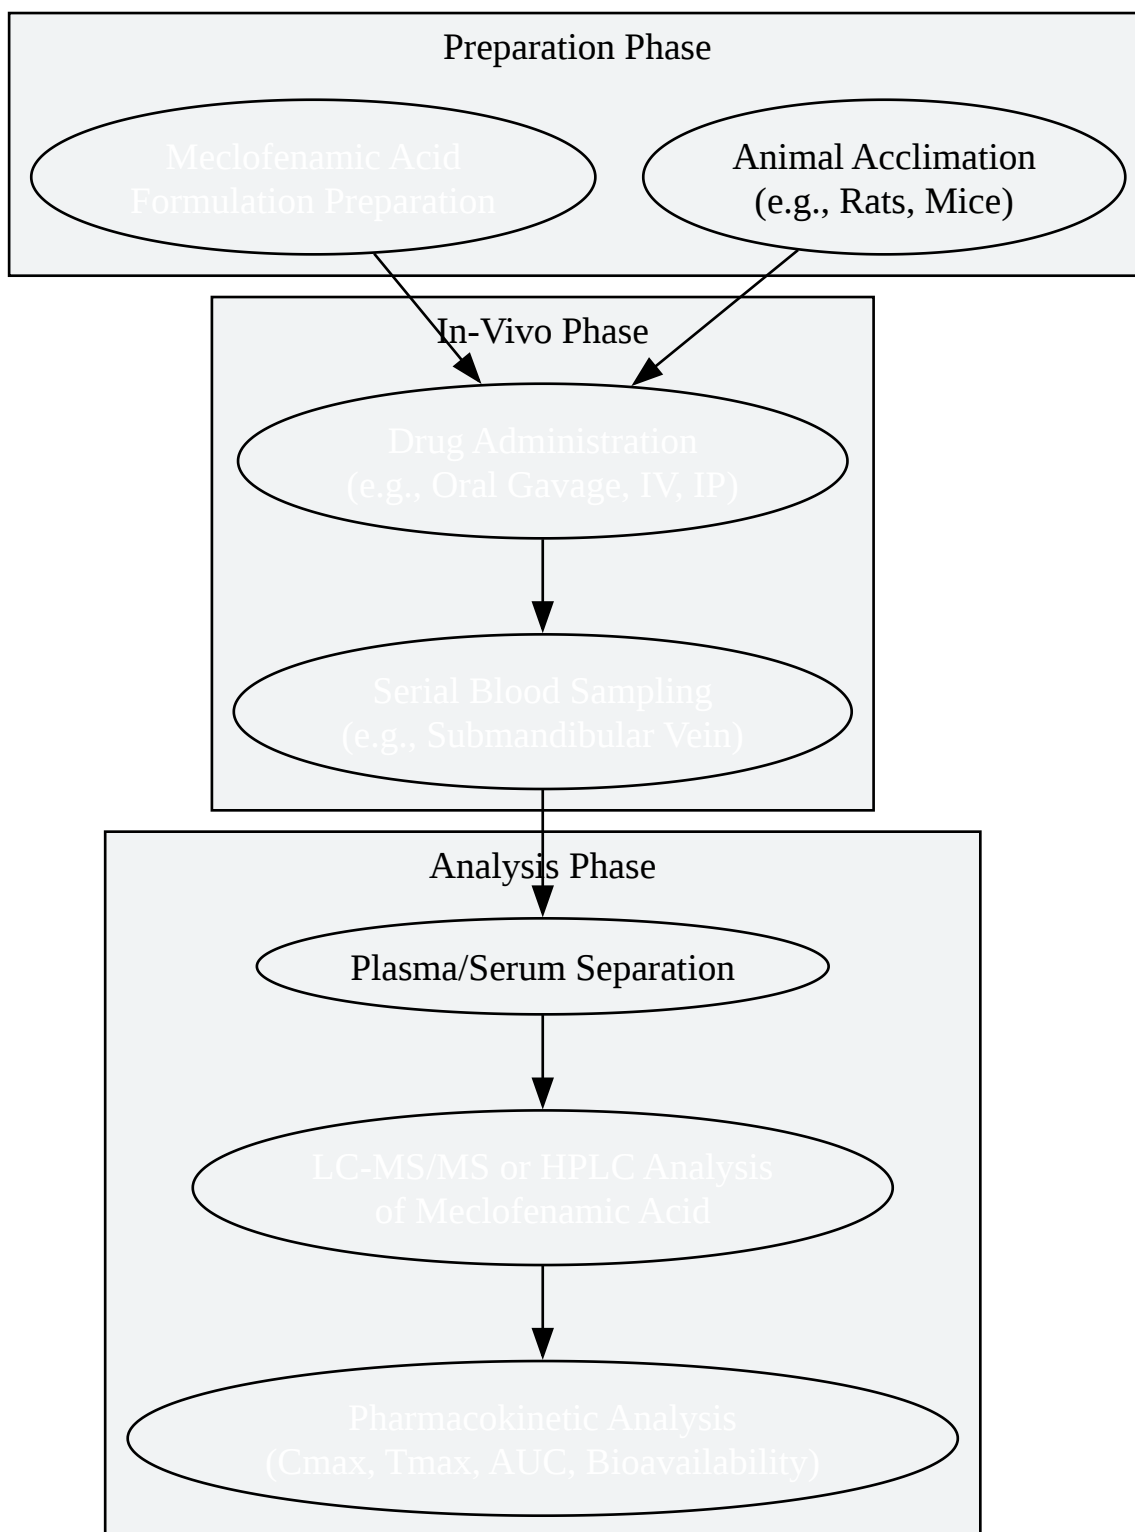 Preparation Phase
Meclofenamic Acid
Formulation Preparation
Animal Acclimation
(e.g., Rats, Mice)
In-Vivo Phase
Drug Administration
(e.g., Oral Gavage, IV, IP)
Serial Blood Sampling
(e.g., Submandibular Vein)
Analysis Phase
Plasma/Serum Separation
LC-MS/MS or HPLC Analysis
of Meclofenamic Acid
Pharmacokinetic Analysis
(Cmax, Tmax, AUC, Bioavailability)